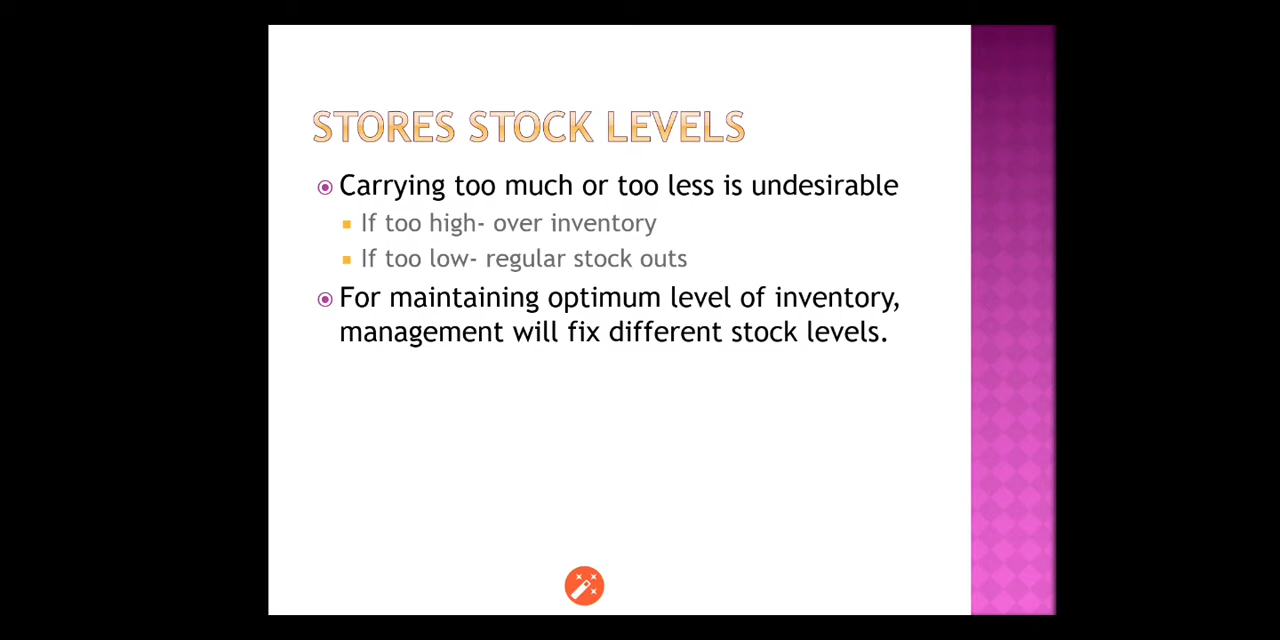 STORES STOCK LEVELS
Carrying too much or too less is undesirable
If too high- over inventory
If too low- regular stock outs
For maintaining optimum level of inventory,
management will fix different stock levels.